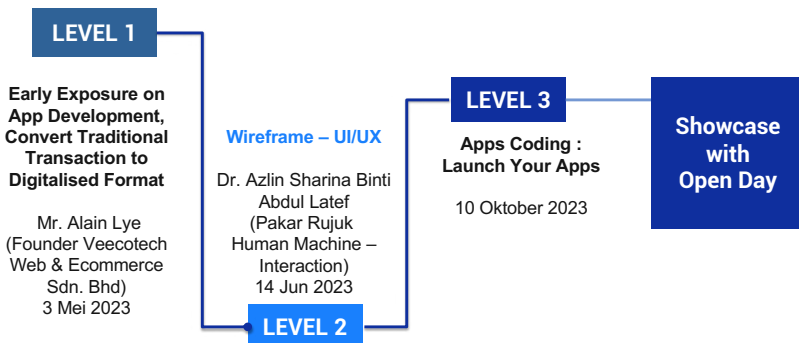 LEVEL 1
Early Exposure on
App Development,
Convert Traditional
Transaction to
Digitalised Format
Mr. Alain Lye
(Founder Veecotech
Web & Ecommerce
Sdn. Bhd)
3 Mei 2023
Wireframe – UI/UX
Dr. Azlin Sharina Binti
Abdul Latef
(Pakar Rujuk
Human Machine –
Interaction)
14 Jun 2023
LEVEL 2
LEVEL 3
Apps Coding :
Launch Your Apps
10 Oktober 2023
Showcase
with
Open Day